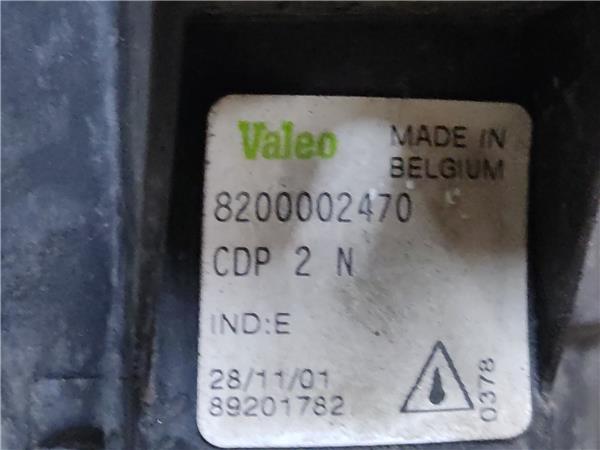 Valeo
MADE IN
BELGIUM
8200002470
CDP 2 N
IND:E
28/11/01
89201782
0378